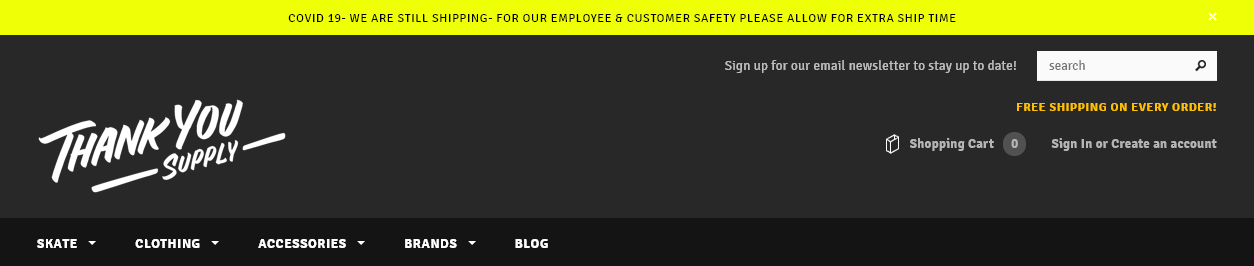 COVID 19- WE ARE STILL SHIPPING- FOR OUR EMPLOYEE & CUSTOMER SAFETY PLEASE ALLOW FOR EXTRA SHIP TIME ×
Sign up for our email newsletter to stay up to date! search
FREE SHIPPING ON EVERY ORDER!
THANK YOU
SUPPLY
Shopping Cart 0 Sign In or Create an account
SKATE CLOTHING ACCESSORIES BRANDS BLOG